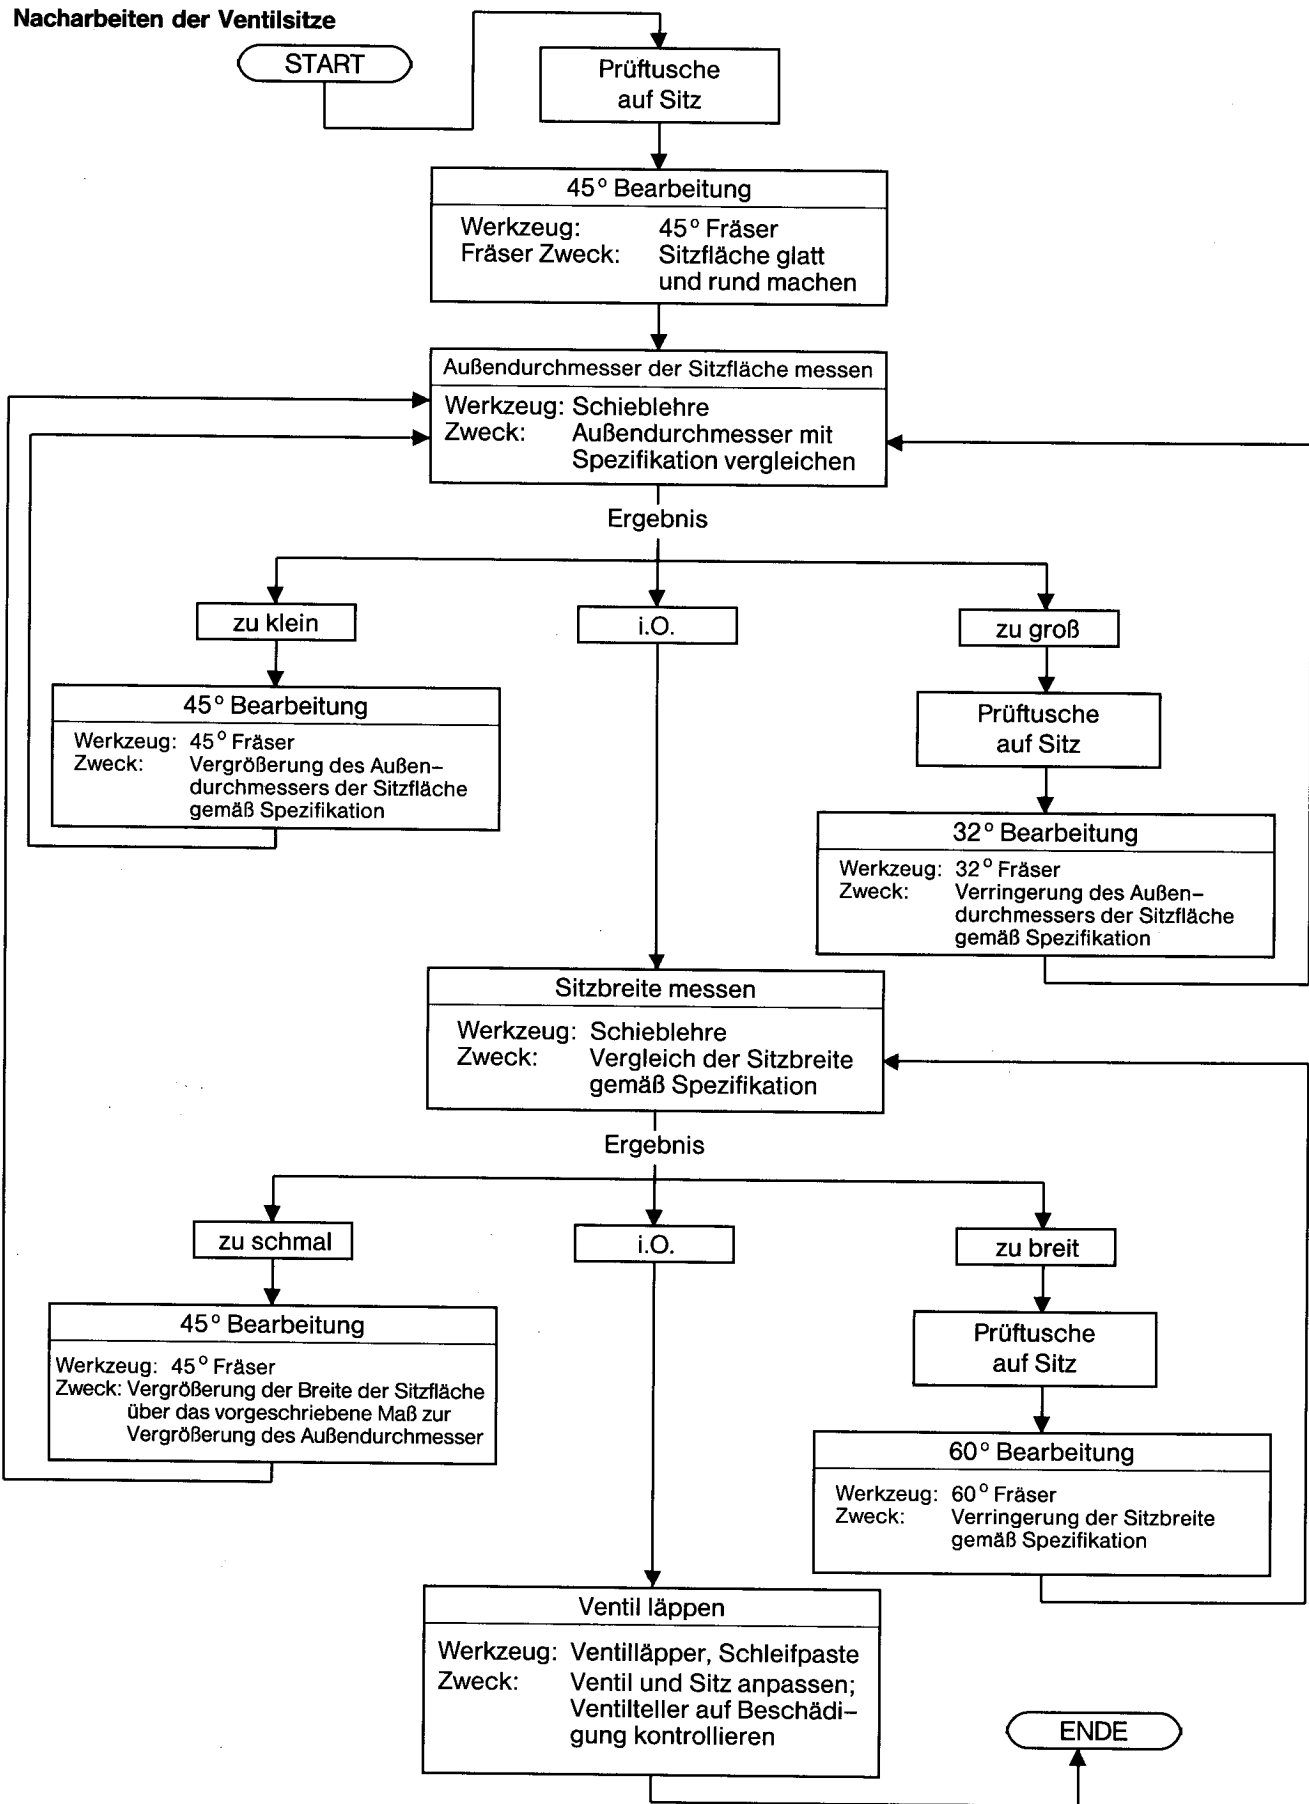 Nacharbeiten der Ventilsitze
START
Prüftusche
auf Sitz
45° Bearbeitung
Werkzeug: 45° Fräser
Fräser Zweck: Sitzfläche glatt
und rund machen
Außendurchmesser der Sitzfläche messen
Werkzeug: Schieblehre
Zweck: Außendurchmesser mit
Spezifikation vergleichen
Ergebnis
zu klein
i.O.
zu groß
45° Bearbeitung
Werkzeug: 45° Fräser
Zweck: Vergrößerung des Außen–
durchmessers der Sitzfläche
gemäß Spezifikation
Prüftusche
auf Sitz
32° Bearbeitung
Werkzeug: 32° Fräser
Zweck: Verringerung des Außen–
durchmessers der Sitzfläche
gemäß Spezifikation
Sitzbreite messen
Werkzeug: Schieblehre
Zweck: Vergleich der Sitzbreite
gemäß Spezifikation
Ergebnis
zu schmal
i.O.
zu breit
45° Bearbeitung
Werkzeug: 45° Fräser
Zweck: Vergrößerung der Breite der Sitzfläche
über das vorgeschriebene Maß zur
Vergrößerung des Außendurchmesser
Prüftusche
auf Sitz
60° Bearbeitung
Werkzeug: 60° Fräser
Zweck: Verringerung der Sitzbreite
gemäß Spezifikation
Ventil läppen
Werkzeug: Ventilläpper, Schleifpaste
Zweck: Ventil und Sitz anpassen;
Ventilteller auf Beschädi–
gung kontrollieren
ENDE